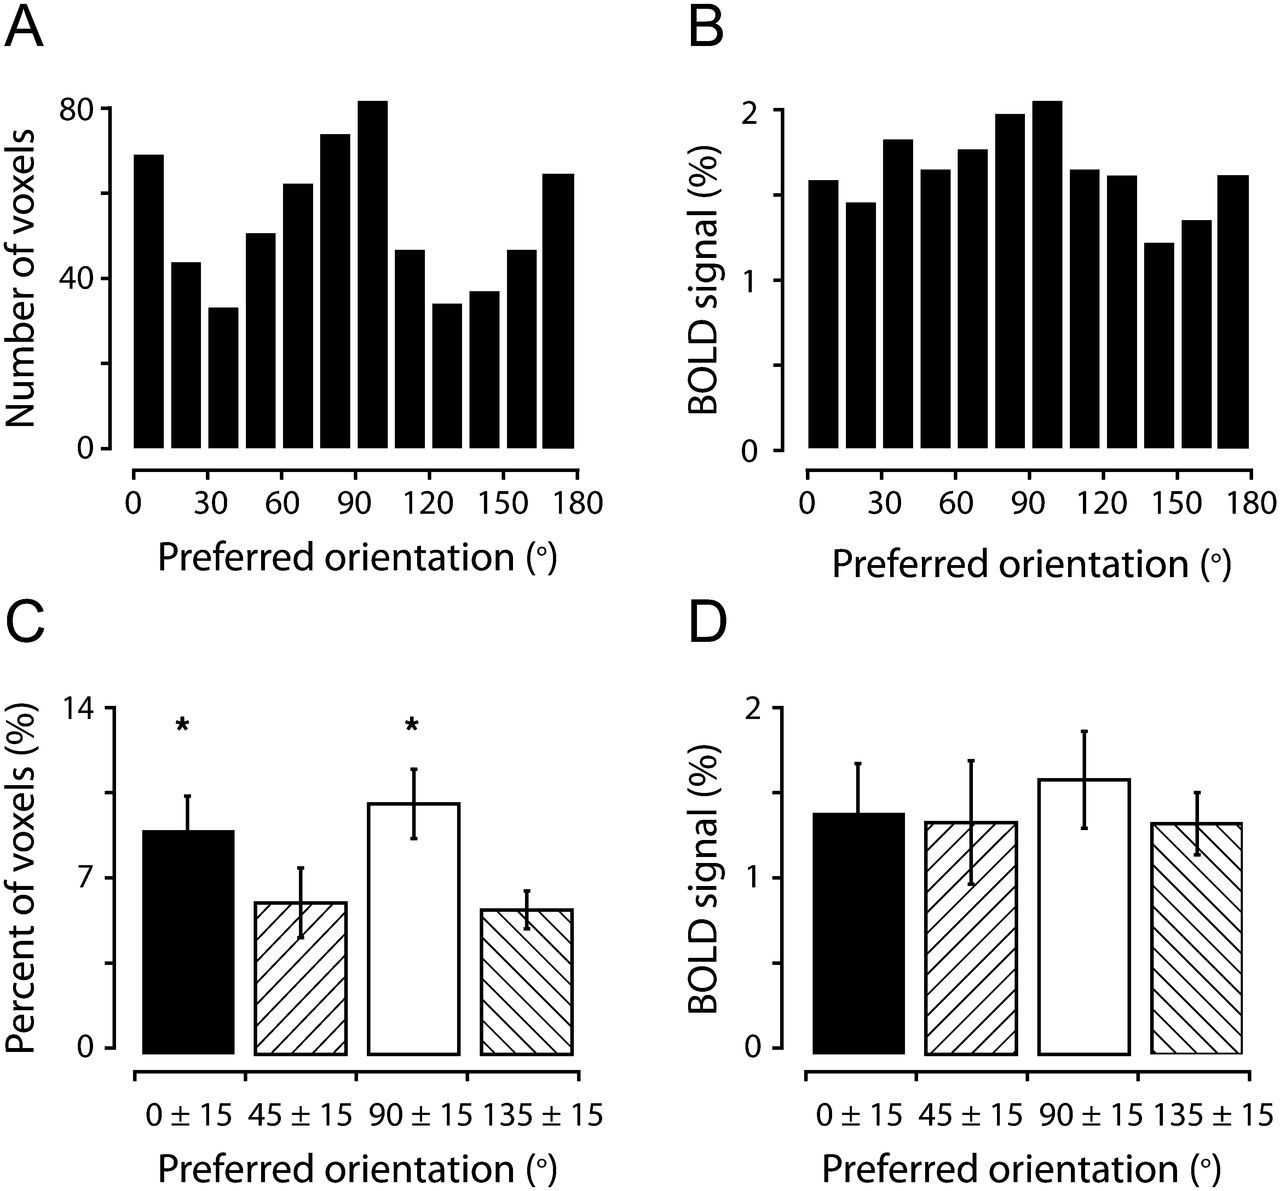 A
80
40
0
Number of voxels
0 30 60 90 120 150 180
Preferred orientation (°)
B
2
1
0
BOLD signal (%)
0 30 60 90 120 150 180
Preferred orientation (°)
C
14
7
0
Percent of voxels (%)
* *
0 ± 15 45 ± 15 90 ± 15 135 ± 15
Preferred orientation (°)
D
2
1
0
BOLD signal (%)
0 ± 15 45 ± 15 90 ± 15 135 ± 15
Preferred orientation (°)